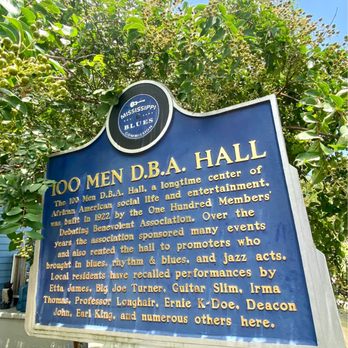 MISSISSIPPI
BLUES
COMMISSION
100 MEN D.B.A. HALL
The 100 Men D.B.A. Hall, a longtime center of
African American social life and entertainment,
was built in 1922 by the One Hundred Members'
Debating Benevolent Association. Over the
years the association sponsored many events
and also rented the hall to promoters who
brought in blues, rhythm & blues, and jazz acts.
Local residents have recalled performances by
Etta James, Big Joe Turner, Guitar Slim, Irma
Thomas, Professor Longhair, Ernie K-Doe, Deacon
John, Earl King, and numerous others here.